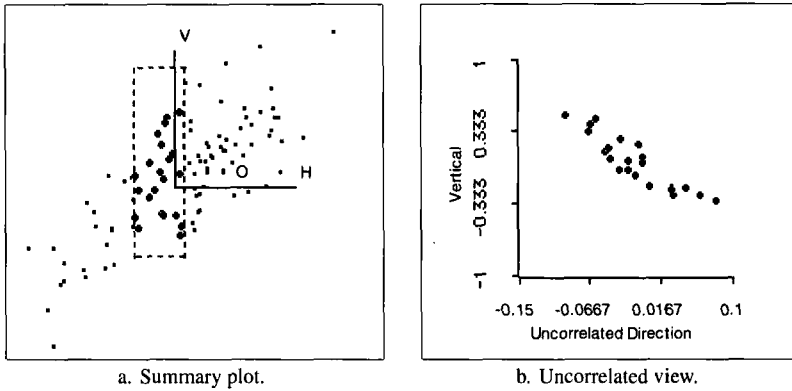 V
O
H
a. Summary plot.
1
0.333
-0.333
-1
Vertical
-0.15
-0.0667
0.0167
0.1
Uncorrelated Direction
b. Uncorrelated view.